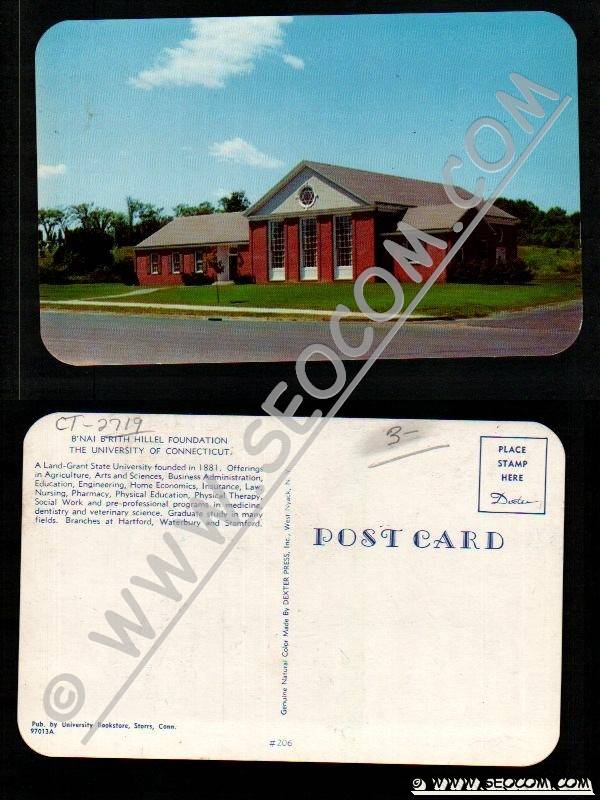 © WWW.SEOCOM.COM
CT-2719
B'NAI B'RITH HILLEL FOUNDATION
THE UNIVERSITY OF CONNECTICUT.
A Land-Grant State University founded in 1881. Offerings
in Agriculture, Arts and Sciences, Business Administration,
Education, Engineering, Home Economics, Insurance, Law,
Nursing, Pharmacy, Physical Education, Physical Therapy,
Social Work and pre-professional programs in medicine,
dentistry and veterinary science. Graduate study in many
fields. Branches at Hartford, Waterbury and Stamford.
Pub. by University Bookstore, Storrs, Conn.
97013A
Genuine Natural Color Made By DEXTER PRESS, Inc., West Nyack, N. Y.
#206
3-
PLACE
STAMP
HERE
Dexter
POST CARD
© WWW.SEOCOM.COM